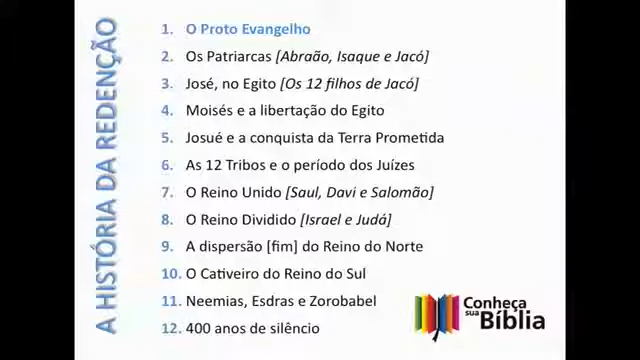 A HISTÓRIA DA REDENÇÃO
1. O Proto Evangelho
2. Os Patriarcas [Abraão, Isaque e Jacó]
3. José, no Egito [Os 12 filhos de Jacó]
4. Moisés e a libertação do Egito
5. Josué e a conquista da Terra Prometida
6. As 12 Tribos e o período dos Juízes
7. O Reino Unido [Saul, Davi e Salomão]
8. O Reino Dividido [Israel e Judá]
9. A dispersão [fim] do Reino do Norte
10. O Cativeiro do Reino do Sul
11. Neemias, Esdras e Zorobabel
12. 400 anos de silêncio
Conheça
sua Bíblia